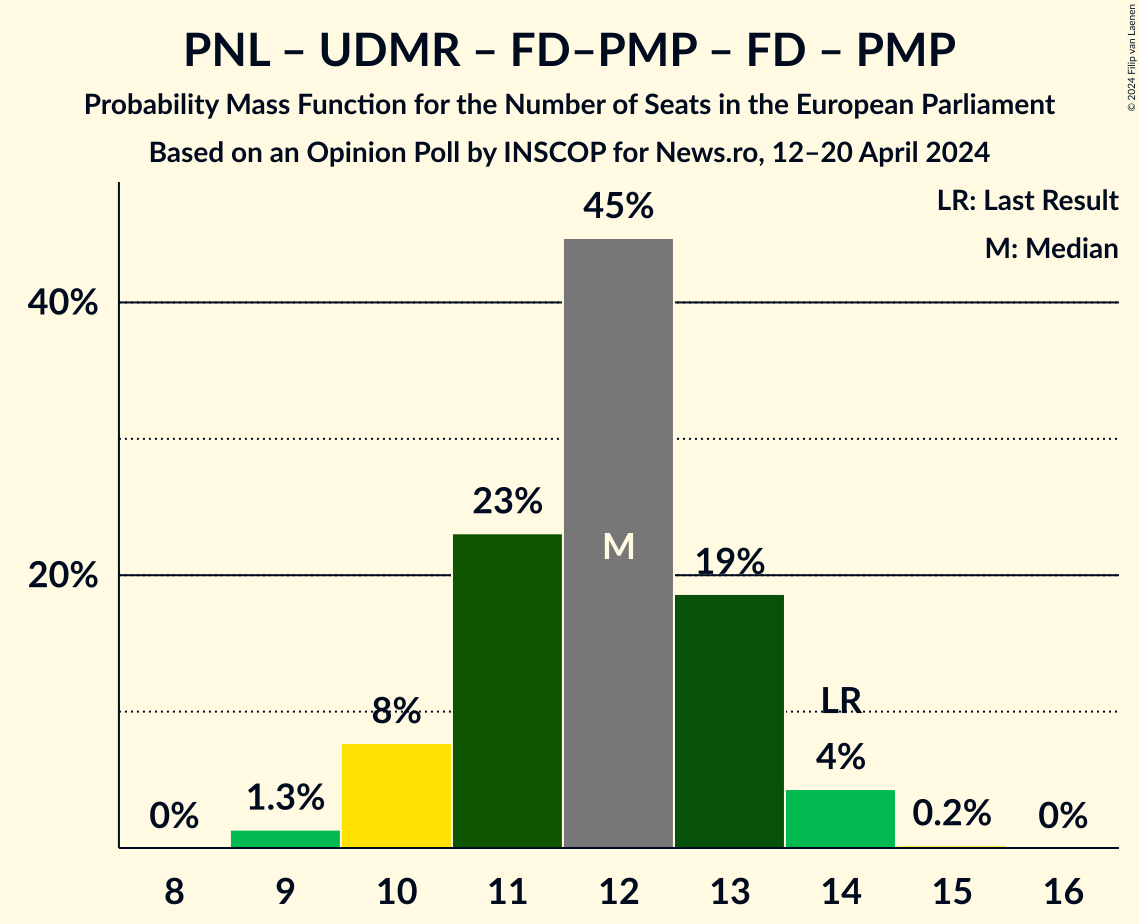 PNL – UDMR – FD–PMP – FD – PMP
Probability Mass Function for the Number of Seats in the European Parliament
Based on an Opinion Poll by INSCOP for News.ro, 12–20 April 2024
© 2024 Filip van Laenen
LR: Last Result
M: Median
40%
20%
0%
1.3%
8%
23%
45%
M
19%
LR
4%
0.2%
0%
8 9 10 11 12 13 14 15 16